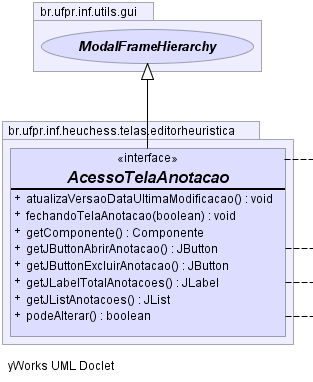 br.ufpr.inf.utils.gui
ModalFrameHierarchy
br.ufpr.inf.heuchess.telas.editorheuristica
«interface»
AcessoTelaAnotacao
+ atualizaVersaoDataUltimaModificacao() : void
+ fechandoTelaAnotacao(boolean) : void
+ getComponente() : Componente
+ getJButtonAbrirAnotacao() : JButton
+ getJButtonExcluirAnotacao() : JButton
+ getJLabelTotalAnotacoes() : JLabel
+ getJListAnotacoes() : JList
+ podeAlterar() : boolean
yWorks UML Doclet